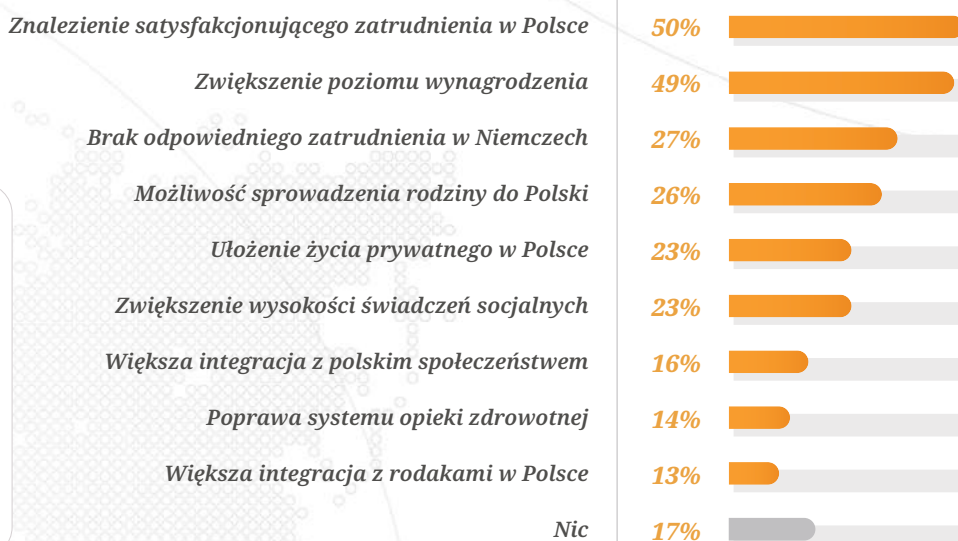 Znalezienie satysfakcjonującego zatrudnienia w Polsce 50%
Zwiększenie poziomu wynagrodzenia 49%
Brak odpowiedniego zatrudnienia w Niemczech 27%
Możliwość sprowadzenia rodziny do Polski 26%
Ułożenie życia prywatnego w Polsce 23%
Zwiększenie wysokości świadczeń socjalnych 23%
Większa integracja z polskim społeczeństwem 16%
Poprawa systemu opieki zdrowotnej 14%
Większa integracja z rodakami w Polsce 13%
Nic 17%